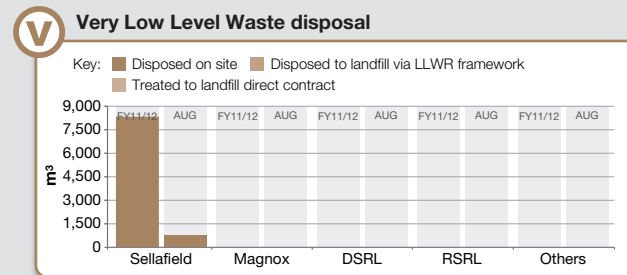 V
Very Low Level Waste disposal
Key: Disposed on site Disposed to landfill via LLWR framework
Treated to landfill direct contract
9,000
FY11/12 AUG FY11/12 AUG FY11/12 AUG FY11/12 AUG FY11/12 AUG
7,500
6,000
m³
4,500
3,000
1,500
0
Sellafield Magnox DSRL RSRL Others